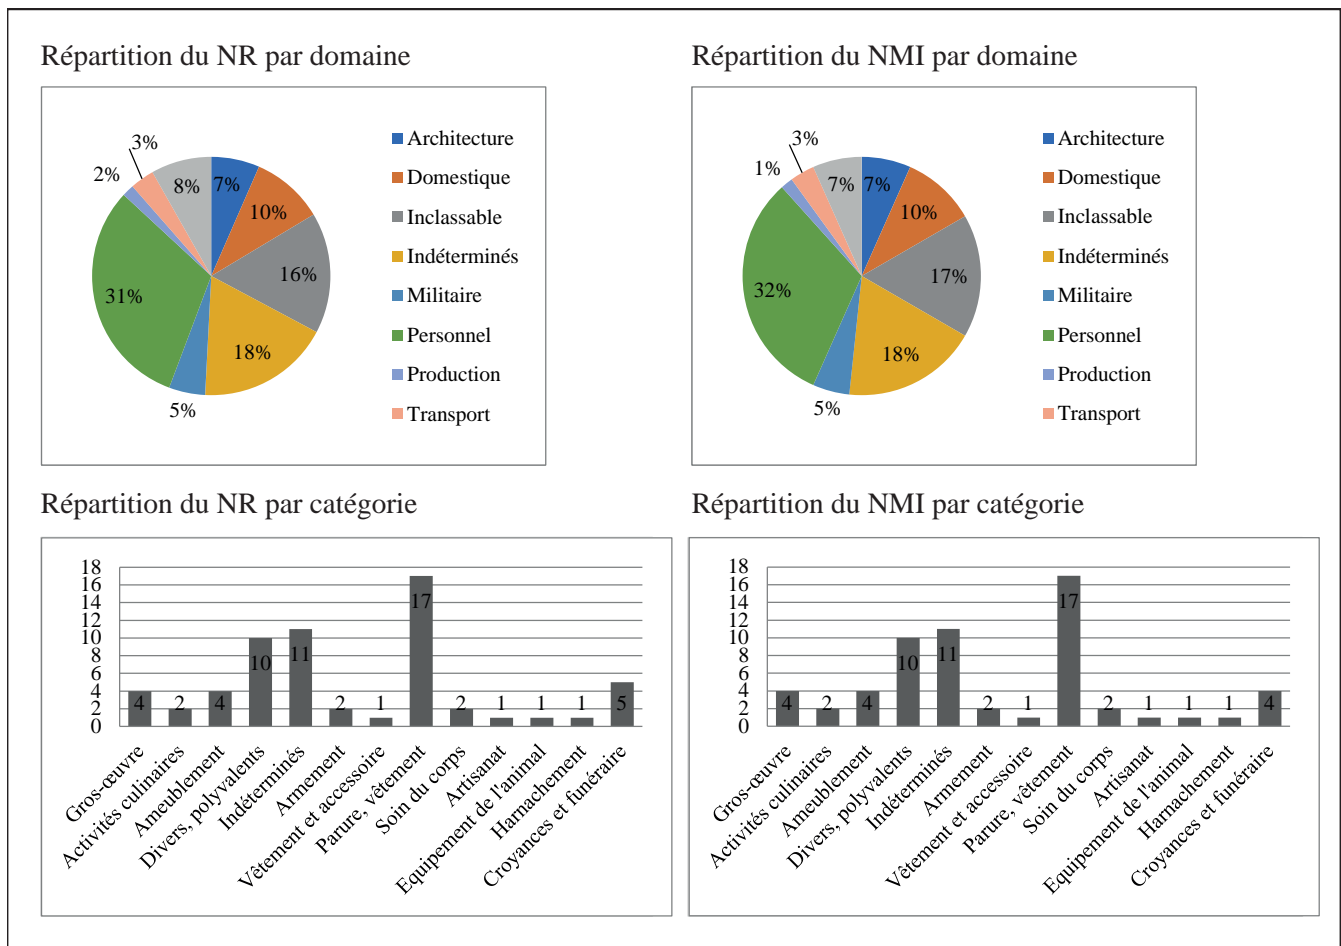 Répartition du NR par domaine
3%
2%
8%
7%
10%
16%
31%
18%
5%
Architecture
Domestique
Inclassable
Indéterminés
Militaire
Personnel
Production
Transport
Répartition du NMI par domaine
3%
1%
7%
7%
10%
17%
32%
18%
5%
Architecture
Domestique
Inclassable
Indéterminés
Militaire
Personnel
Production
Transport
Répartition du NR par catégorie
18
16
14
12
10
8
6
4
2
0
4
2
4
10
11
2
1
17
2
1
1
1
5
Gros-œuvre
Activités culinaires
Ameublement
Divers, polyvalents
Indéterminés
Armement
Vêtement et accessoire
Parure, vêtement
Soin du corps
Artisanat
Equipement de l'animal
Harnachement
Croyances et funéraire
Répartition du NMI par catégorie
18
16
14
12
10
8
6
4
2
0
4
2
4
10
11
2
1
17
2
1
1
1
4
Gros-œuvre
Activités culinaires
Ameublement
Divers, polyvalents
Indéterminés
Armement
Vêtement et accessoire
Parure, vêtement
Soin du corps
Artisanat
Equipement de l'animal
Harnachement
Croyances et funéraire